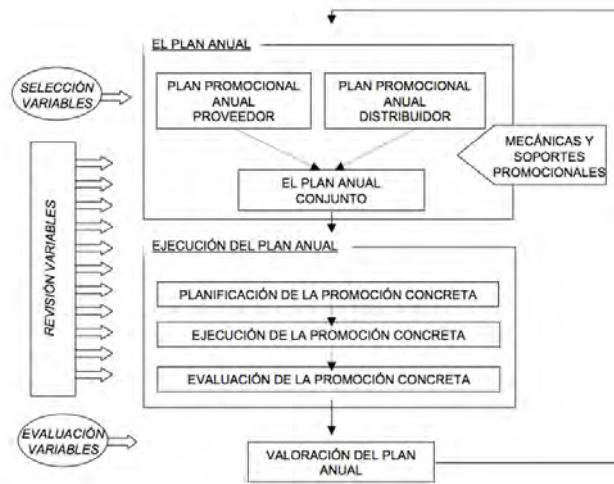 EL PLAN ANUAL
SELECCIÓN
VARIABLES
PLAN PROMOCIONAL
ANUAL
PROVEEDOR
PLAN PROMOCIONAL
ANUAL
DISTRIBUIDOR
MECÁNICAS Y
SOPORTES
PROMOCIONALES
EL PLAN ANUAL
CONJUNTO
REVISIÓN VARIABLES
EJECUCIÓN DEL PLAN ANUAL
PLANIFICACIÓN DE LA PROMOCIÓN CONCRETA
EJECUCIÓN DE LA PROMOCIÓN CONCRETA
EVALUACIÓN DE LA PROMOCIÓN CONCRETA
EVALUACIÓN
VARIABLES
VALORACIÓN DEL PLAN
ANUAL